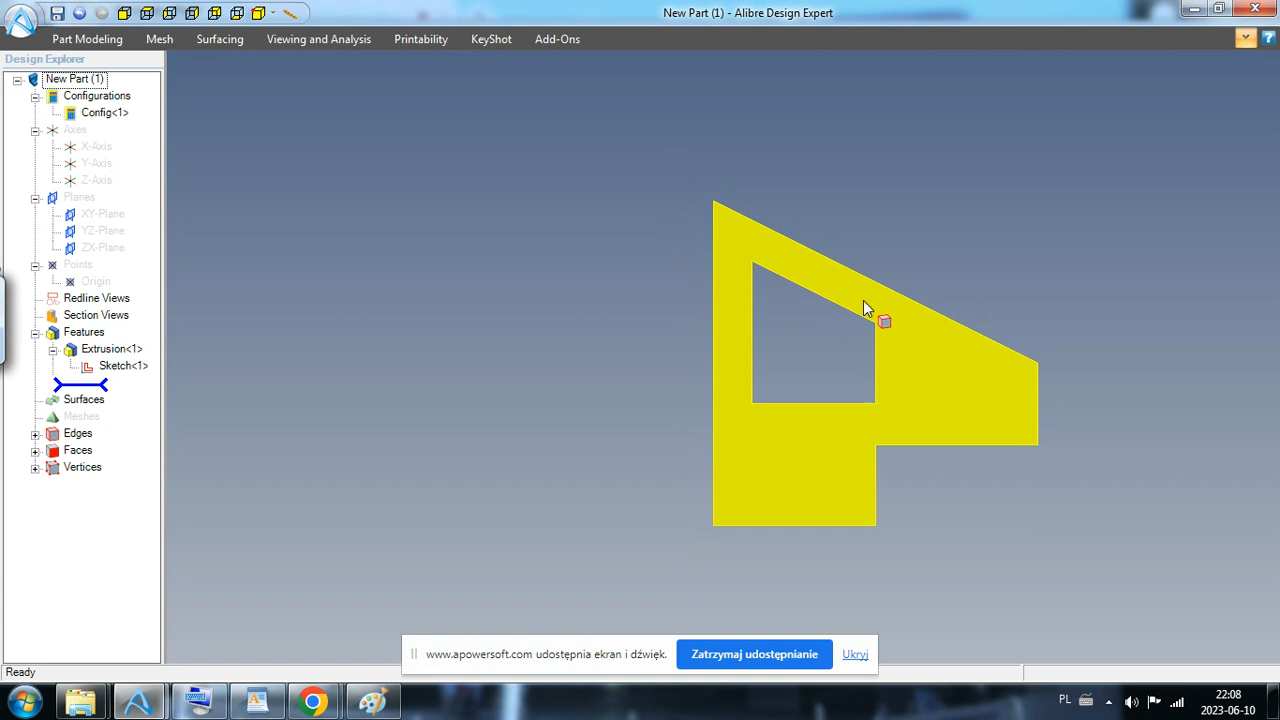 New Part (1) - Alibre Design Expert
Part Modeling Mesh Surfacing Viewing and Analysis Printability KeyShot Add-Ons
Design Explorer
New Part (1)
Configurations
Config<1>
Axes
X-Axis
Y-Axis
Z-Axis
Planes
XY-Plane
YZ-Plane
ZX-Plane
Points
Origin
Redline Views
Section Views
Features
Extrusion<1>
Sketch<1>
Surfaces
Meshes
Edges
Faces
Vertices
www.apowersoft.com udostępnia ekran i dźwięk. Zatrzymaj udostępnianie Ukryj
Ready
PL 22:08
2023-06-10